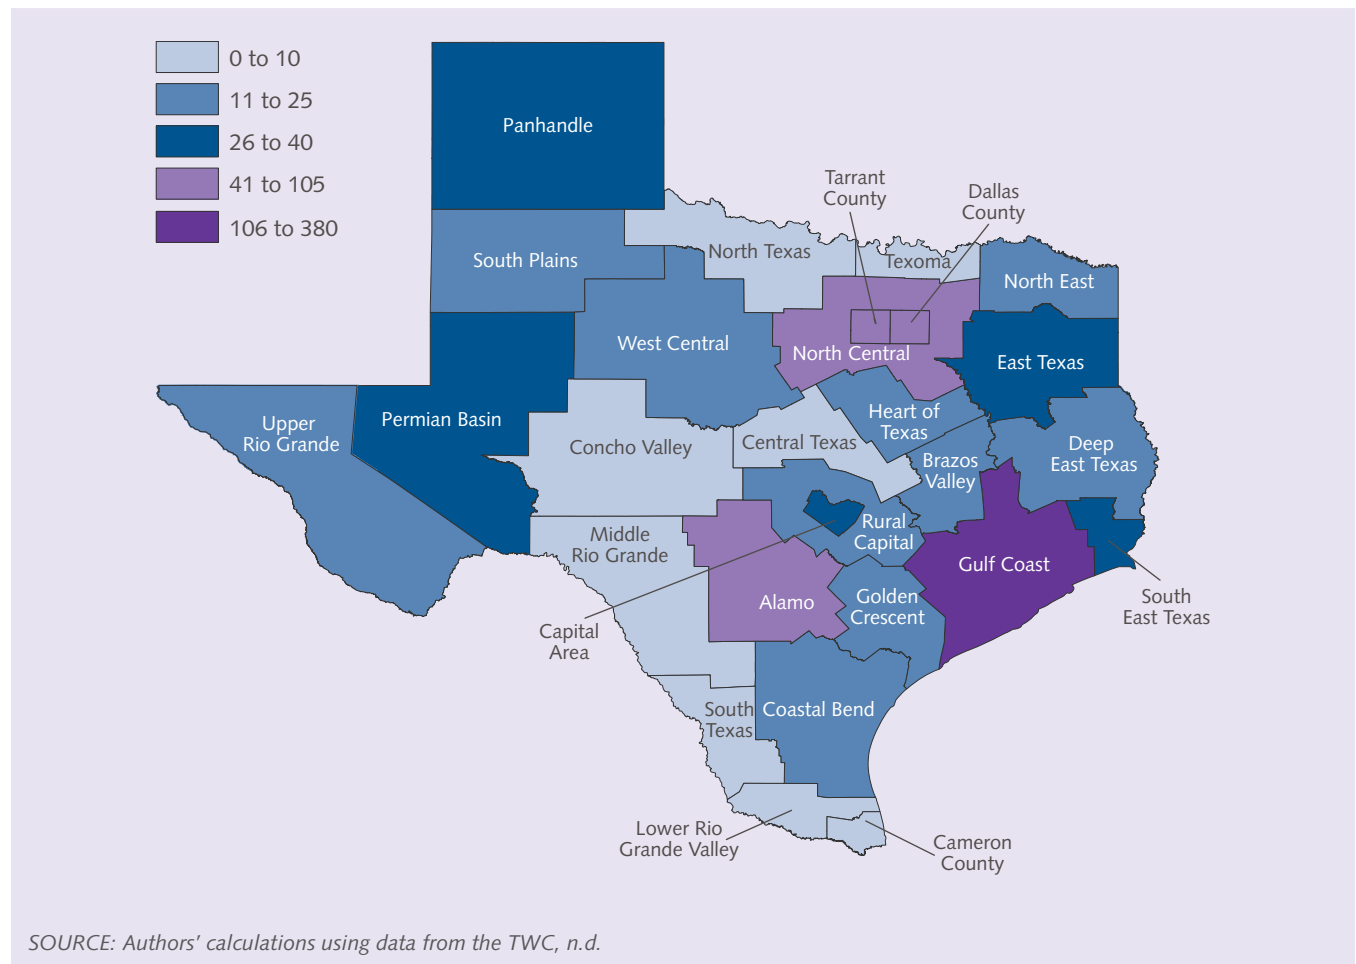 0 to 10
11 to 25
26 to 40
41 to 105
106 to 380
Panhandle
Tarrant
County
Dallas
County
South Plains
North Texas
Texoma
North East
West Central
North Central
East Texas
Upper
Rio Grande
Permian Basin
Concho Valley
Central Texas
Heart of
Texas
Brazos
Valley
Deep
East Texas
Middle
Rio Grande
Rural
Capital
Gulf Coast
Alamo
Golden
Crescent
South
East Texas
Capital
Area
South
Texas
Coastal Bend
Lower Rio
Grande Valley
Cameron
County
SOURCE: Authors' calculations using data from the TWC, n.d.